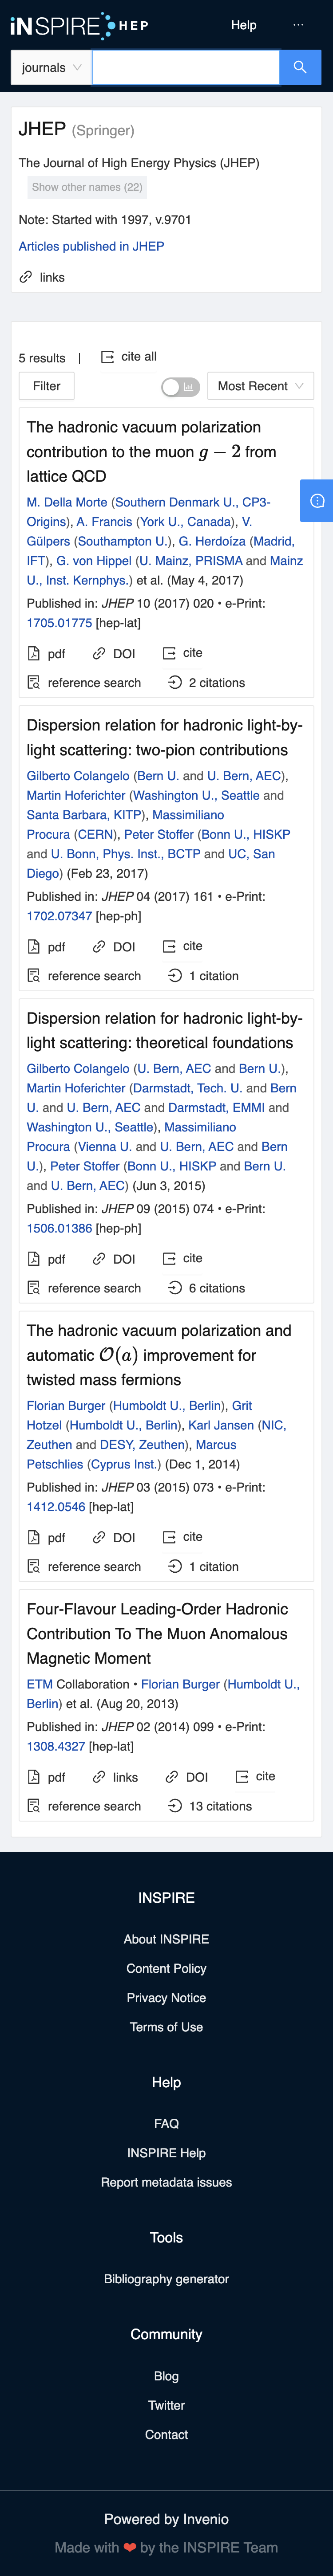 iNSPIRE HEP
Help
...
journals
JHEP (Springer)
The Journal of High Energy Physics (JHEP)
Show other names (22)
Note: Started with 1997, v.9701
Articles published in JHEP
links
5 results | cite all
Filter
Most Recent
The hadronic vacuum polarization
contribution to the muon g − 2 from
lattice QCD
M. Della Morte (Southern Denmark U., CP3-
Origins), A. Francis (York U., Canada), V.
Gülpers (Southampton U.), G. Herdoíza (Madrid,
IFT), G. von Hippel (U. Mainz, PRISMA and Mainz
U., Inst. Kernphys.) et al. (May 4, 2017)
Published in: JHEP 10 (2017) 020 • e-Print:
1705.01775 [hep-lat]
pdf DOI cite
reference search 2 citations
Dispersion relation for hadronic light-by-
light scattering: two-pion contributions
Gilberto Colangelo (Bern U. and U. Bern, AEC),
Martin Hoferichter (Washington U., Seattle and
Santa Barbara, KITP), Massimiliano
Procura (CERN), Peter Stoffer (Bonn U., HISKP
and U. Bonn, Phys. Inst., BCTP and UC, San
Diego) (Feb 23, 2017)
Published in: JHEP 04 (2017) 161 • e-Print:
1702.07347 [hep-ph]
pdf DOI cite
reference search 1 citation
Dispersion relation for hadronic light-by-
light scattering: theoretical foundations
Gilberto Colangelo (U. Bern, AEC and Bern U.),
Martin Hoferichter (Darmstadt, Tech. U. and Bern
U. and U. Bern, AEC and Darmstadt, EMMI and
Washington U., Seattle), Massimiliano
Procura (Vienna U. and U. Bern, AEC and Bern
U.), Peter Stoffer (Bonn U., HISKP and Bern U.
and U. Bern, AEC) (Jun 3, 2015)
Published in: JHEP 09 (2015) 074 • e-Print:
1506.01386 [hep-ph]
pdf DOI cite
reference search 6 citations
The hadronic vacuum polarization and
automatic O(a) improvement for
twisted mass fermions
Florian Burger (Humboldt U., Berlin), Grit
Hotzel (Humboldt U., Berlin), Karl Jansen (NIC,
Zeuthen and DESY, Zeuthen), Marcus
Petschlies (Cyprus Inst.) (Dec 1, 2014)
Published in: JHEP 03 (2015) 073 • e-Print:
1412.0546 [hep-lat]
pdf DOI cite
reference search 1 citation
Four-Flavour Leading-Order Hadronic
Contribution To The Muon Anomalous
Magnetic Moment
ETM Collaboration • Florian Burger (Humboldt U.,
Berlin) et al. (Aug 20, 2013)
Published in: JHEP 02 (2014) 099 • e-Print:
1308.4327 [hep-lat]
pdf links DOI cite
reference search 13 citations
INSPIRE
About INSPIRE
Content Policy
Privacy Notice
Terms of Use
Help
FAQ
INSPIRE Help
Report metadata issues
Tools
Bibliography generator
Community
Blog
Twitter
Contact
Powered by Invenio
Made with ❤ by the INSPIRE Team